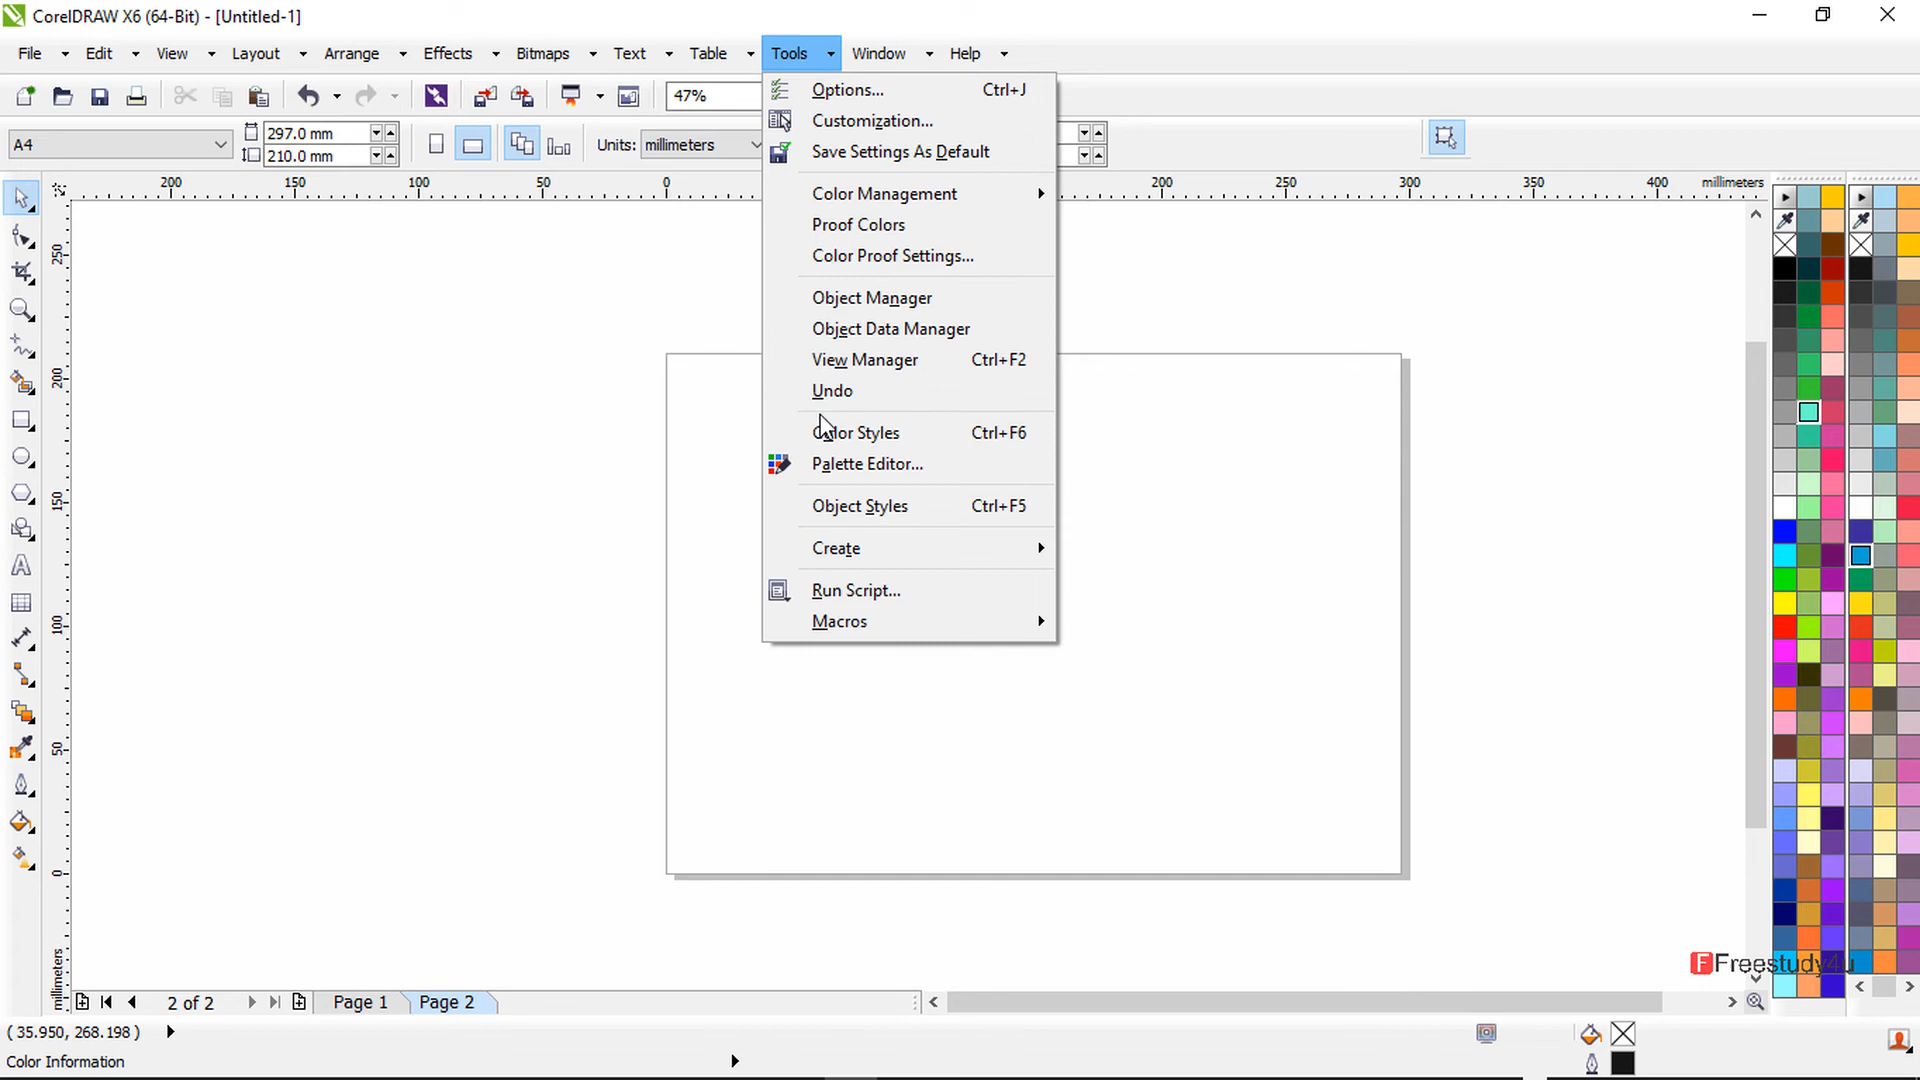 CorelDRAW X6 (64-Bit) - [Untitled-1]
File Edit View Layout Arrange Effects Bitmaps Text Table Tools Window Help
47%
A4
297.0 mm
210.0 mm
Units: millimeters
Options... Ctrl+J
Customization...
Save Settings As Default
Color Management
Proof Colors
Color Proof Settings...
Object Manager
Object Data Manager
View Manager Ctrl+F2
Undo
Color Styles Ctrl+F6
Palette Editor...
Object Styles Ctrl+F5
Create
Run Script...
Macros
200 150 100 50 0 200 250 300 350 400 millimeters
250
200
150
100
50
0
millimeters
Freestudy4u
2 of 2 Page 1 Page 2
( 35.950, 268.198 )
Color Information